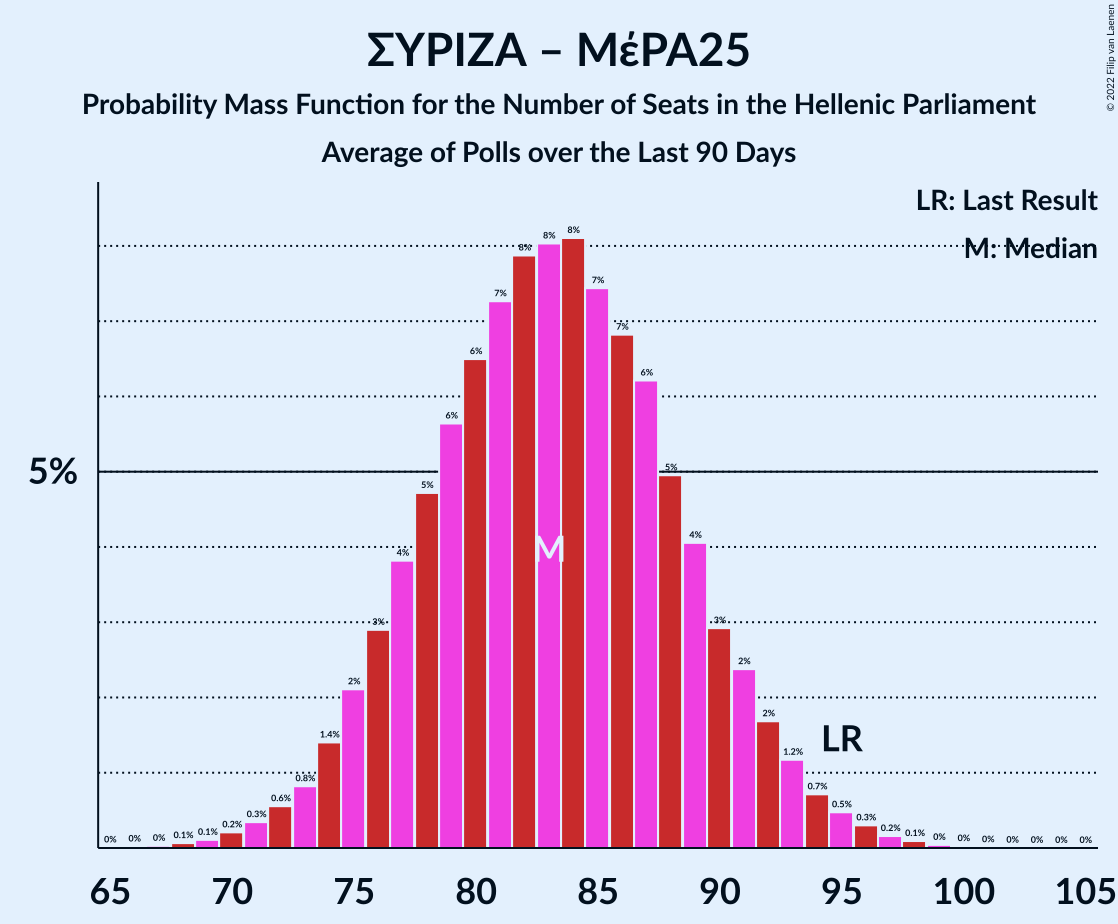 ΣΥΡΙΖΑ – ΜέΡΑ25
Probability Mass Function for the Number of Seats in the Hellenic Parliament
Average of Polls over the Last 90 Days
© 2022 Filip van Laenen
LR: Last Result
M: Median
5%
0% 0% 0% 0.1% 0.1% 0.2% 0.3% 0.6% 0.8% 1.4% 2% 3% 4% 5% 6% 6% 7% 8% 8% 8% 7% 7% 6% 5% 4% 3% 2% 2% 1.2% 0.7% 0.5% 0.3% 0.2% 0.1% 0% 0% 0% 0% 0% 0% 0%
M
LR
65 70 75 80 85 90 95 100 105